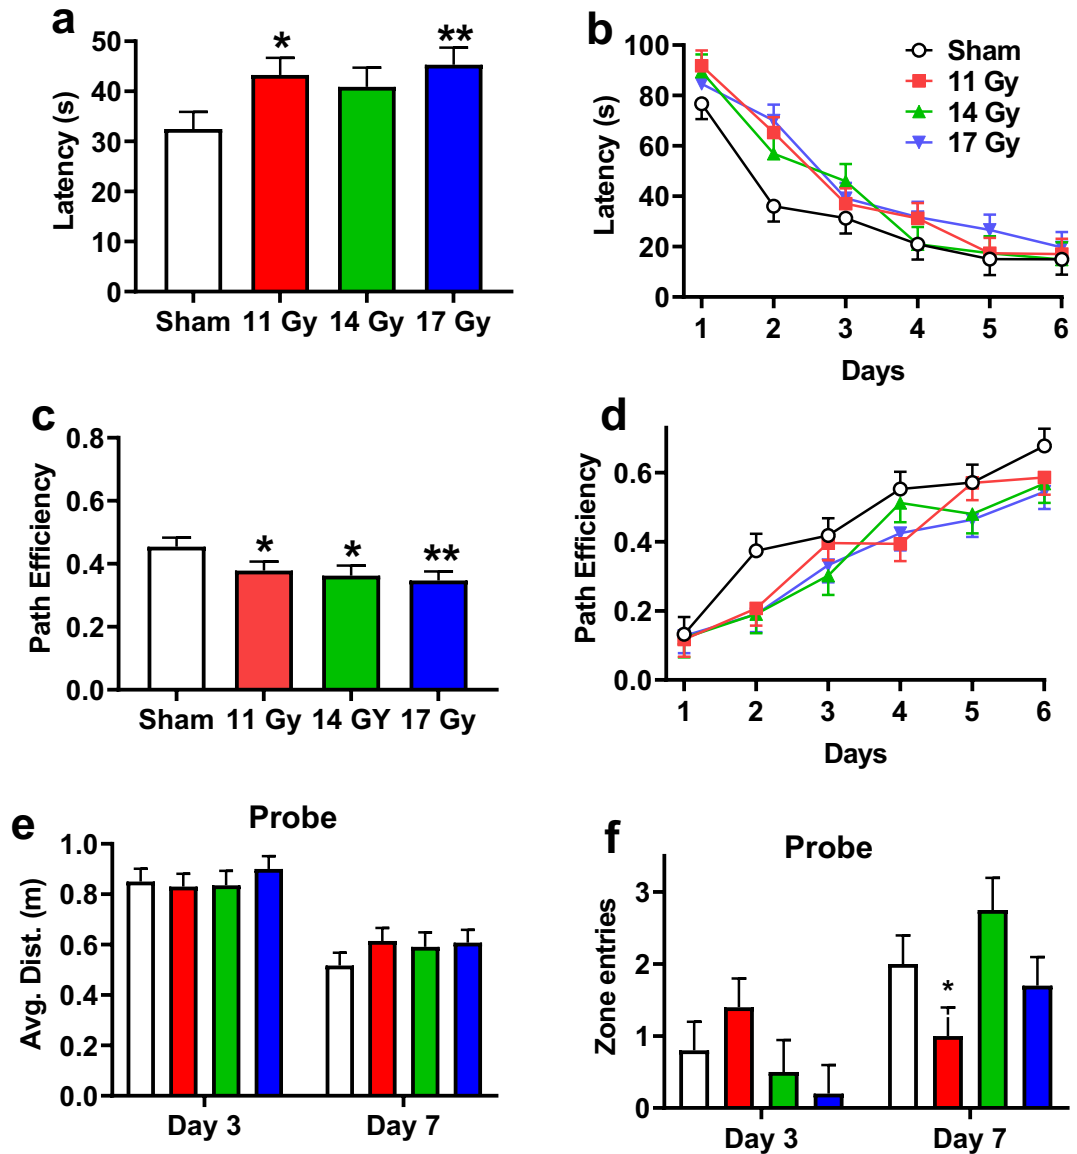 a
Latency (s)
50
40
30
20
10
0
*
**
Sham 11 Gy 14 Gy 17 Gy
b
Latency (s)
100
80
60
40
20
0
Sham
11 Gy
14 Gy
17 Gy
1 2 3 4 5 6
Days
c
Path Efficiency
0.8
0.6
0.4
0.2
0.0
* * **
Sham 11 Gy 14 GY 17 Gy
d
Path Efficiency
0.6
0.4
0.2
0.0
1 2 3 4 5 6
Days
e
Probe
Avg. Dist. (m)
1.0
0.8
0.6
0.4
0.2
0.0
Day 3 Day 7
f
Probe
Zone entries
3
2
1
0
*
Day 3 Day 7